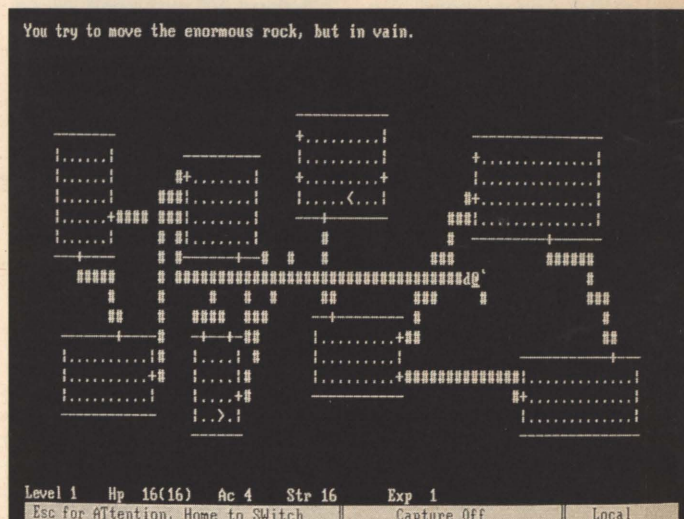 You try to move the enormous rock, but in vain.
Level 1 Hp 16(16) Ac 4 Str 16 Exp 1
Esc for ATtention, Home to SWitch Capture Off Local